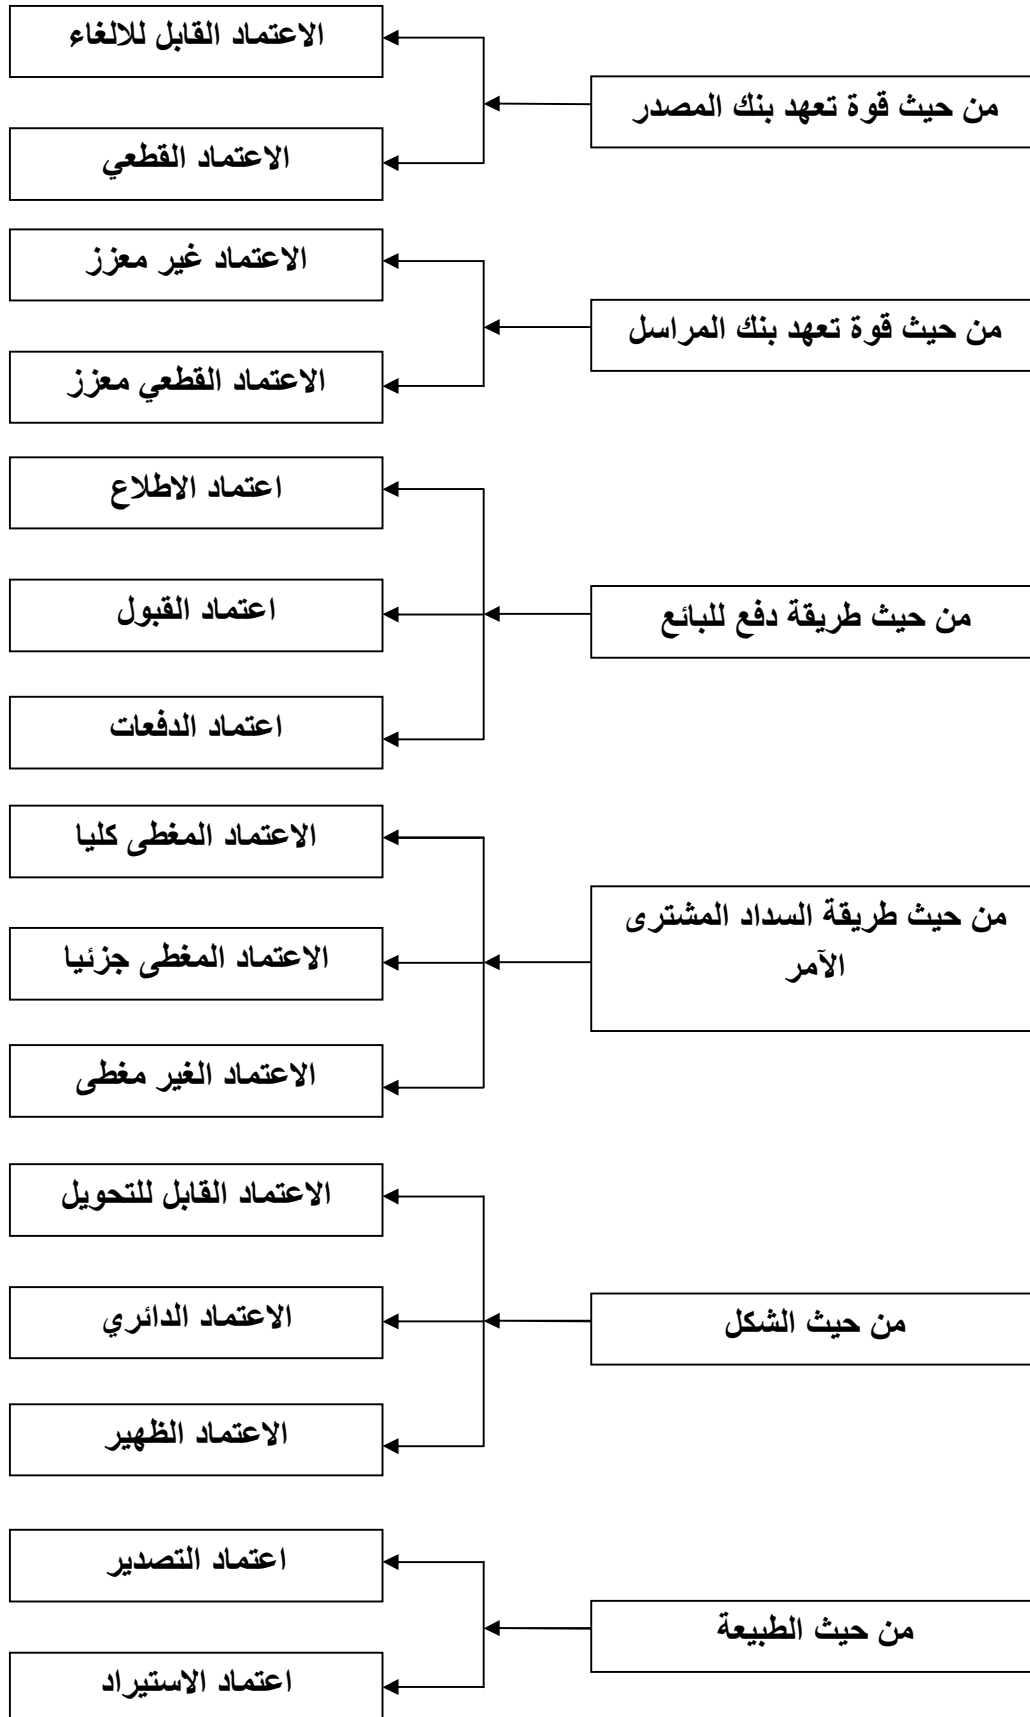 من حيث قوة تعهد بنك المصدر
الاعتماد القابل للالغاء
الاعتماد القطعي
من حيث قوة تعهد بنك المراسل
الاعتماد غير معزز
الاعتماد القطعي معزز
من حيث طريقة دفع للبائع
اعتماد الاطلاع
اعتماد القبول
اعتماد الدفعات
من حيث طريقة السداد المشترى
الآمر
الاعتماد المغطى كليا
الاعتماد المغطى جزئيا
الاعتماد الغير مغطى
من حيث الشكل
الاعتماد القابل للتحويل
الاعتماد الدائري
الاعتماد الظهير
من حيث الطبيعة
اعتماد التصدير
اعتماد الاستيراد